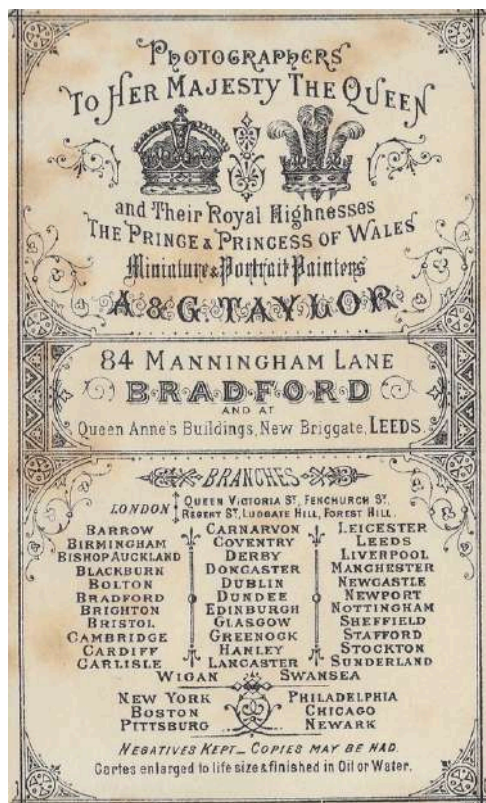 PHOTOGRAPHERS
TO HER MAJESTY THE QUEEN
and Their Royal Highnesses
THE PRINCE & PRINCESS OF WALES
Miniature & Portrait Painters
A & G. TAYLOR
84 MANNINGHAM LANE
BRADFORD
AND AT
Queen Anne's Buildings, New Briggate, LEEDS.
BRANCHES
LONDON QUEEN VICTORIA ST, FENCHURCH ST.
REGENT ST, LUDGATE HILL, FOREST HILL.
BARROW CARNARVON LEICESTER
BIRMINGHAM COVENTRY LEEDS
BISHOP AUCKLAND DERBY LIVERPOOL
BLACKBURN DONCASTER MANCHESTER
BOLTON DUBLIN NEWCASTLE
BRADFORD DUNDEE NEWPORT
BRIGHTON EDINBURGH NOTTINGHAM
BRISTOL GLASGOW SHEFFIELD
CAMBRIDGE GREENOCK STAFFORD
CARDIFF HANLEY STOCKTON
CARLISLE LANCASTER SUNDERLAND
WIGAN SWANSEA
NEW YORK PHILADELPHIA
BOSTON CHICAGO
PITTSBURG NEWARK
NEGATIVES KEPT_ COPIES MAY BE HAD.
Cartes enlarged to life size & finished in Oil or Water.